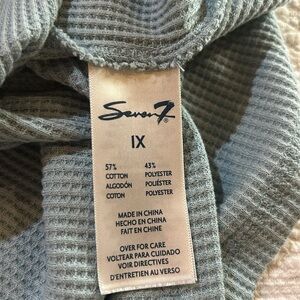 Seven7®
1X
57% 43%
COTTON POLYESTER
ALGODÓN POLIÉSTER
COTON POLYESTER
MADE IN CHINA
HECHO EN CHINA
FAIT EN CHINE
OVER FOR CARE
VOLTEAR PARA CUIDADO
VOIR DIRECTIVES
D'ENTRETIEN AU VERSO